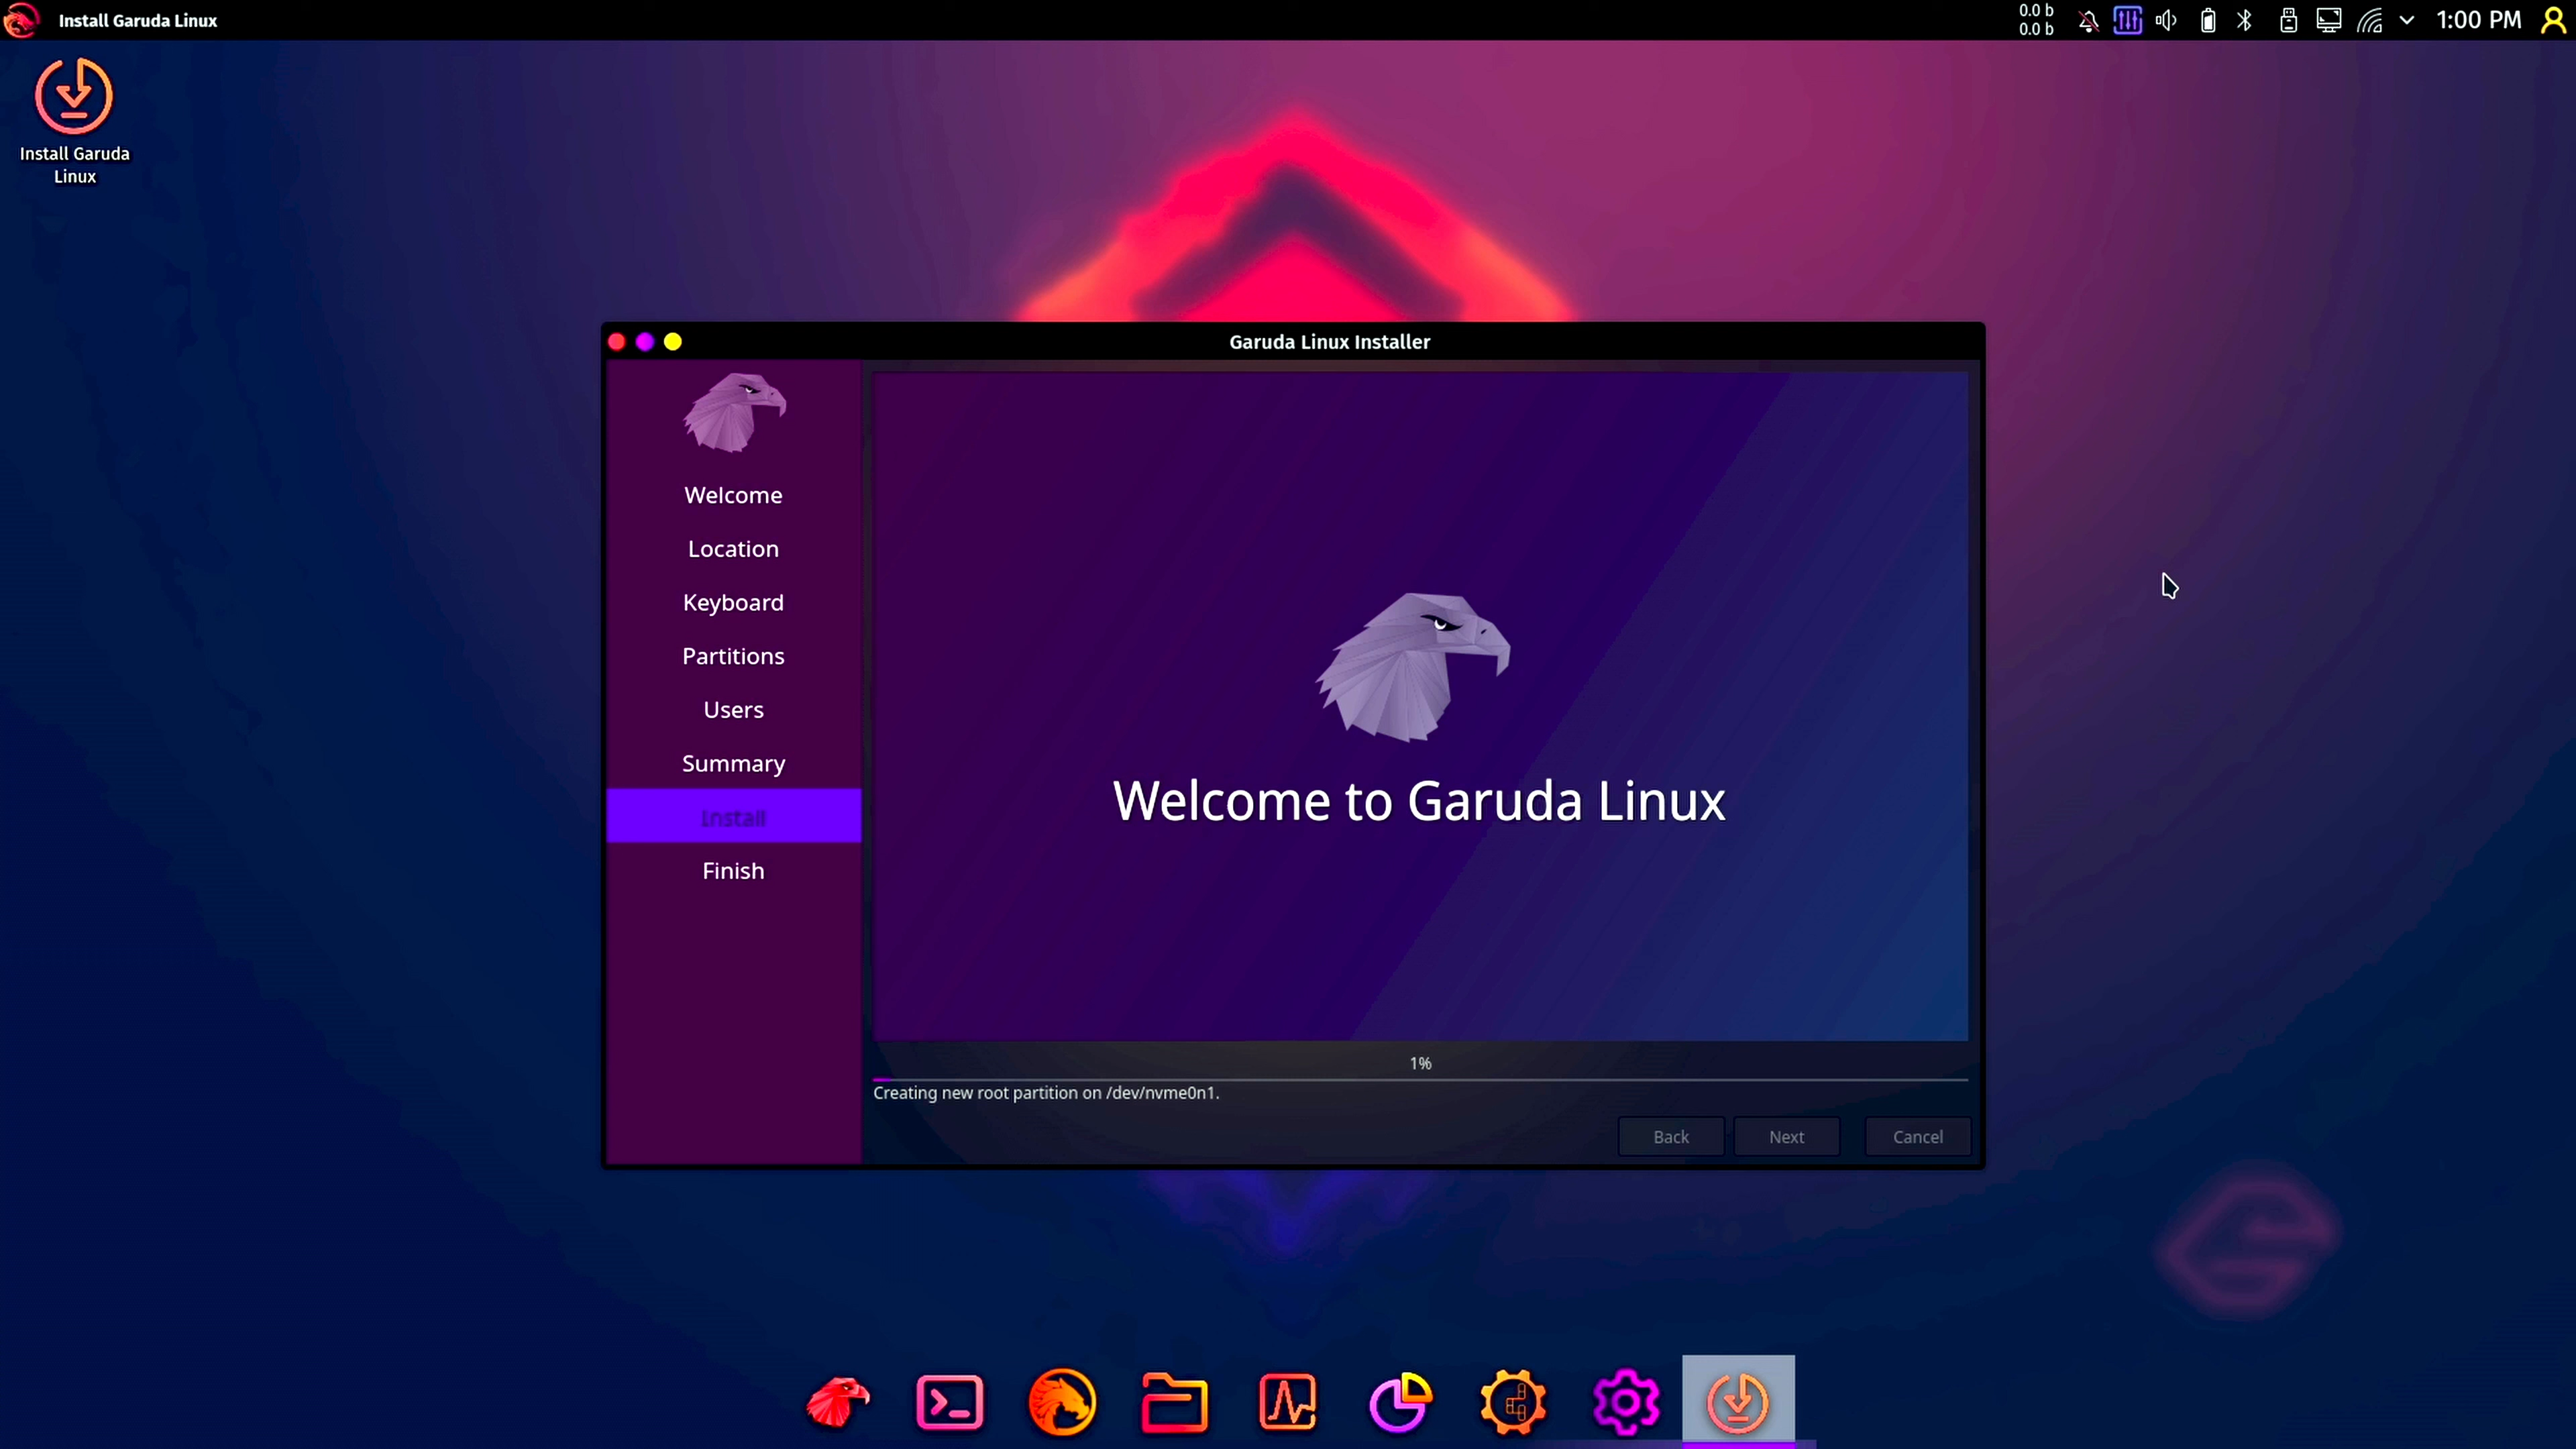 Install Garuda Linux
0.0 b
0.0 b
1:00 PM
Install Garuda
Linux
Garuda Linux Installer
Welcome
Location
Keyboard
Partitions
Users
Summary
Install
Finish
Welcome to Garuda Linux
1%
Creating new root partition on /dev/nvme0n1.
Back
Next
Cancel